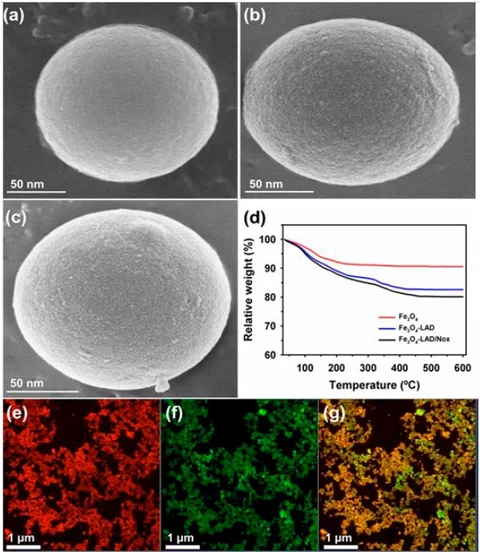 (a)
50 nm
(b)
50 nm
(c)
50 nm
(d)
Relative weight (%)
100
90
80
70
60
Fe3O4
Fe3O4-LAD
Fe3O4-LAD/Nox
100
200
300
400
500
600
Temperature (ºC)
(e)
1 μm
(f)
1 μm
(g)
1 μm